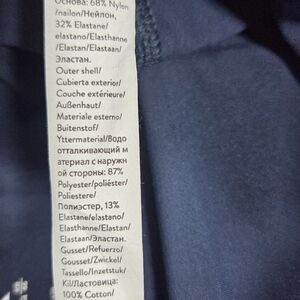 Основа: 68% Nylon
/nailon/Нейлон,
32% Elastane/
elastano/Elasthanne
/Elastan/Elastaan/
Эластан.
Outer shell/
Cubierta exterior/
Couche extérieure/
Außenhaut/
Materiale esterno/
Buitenstof/
Yttermaterial/Водо
отталкивающий м
атериал с наружн
ой стороны: 87%
Polyester/poliéster/
Poliestere/
Полиэстер, 13%
Elastane/elastano/
Elasthanne/Elastan/
Elastaan/Эластан.
Gusset/Refuerzo/
Gousset/Zwickel/
Tassello/Inzetstuk/
Kil/Ластовица:
100% Cotton/